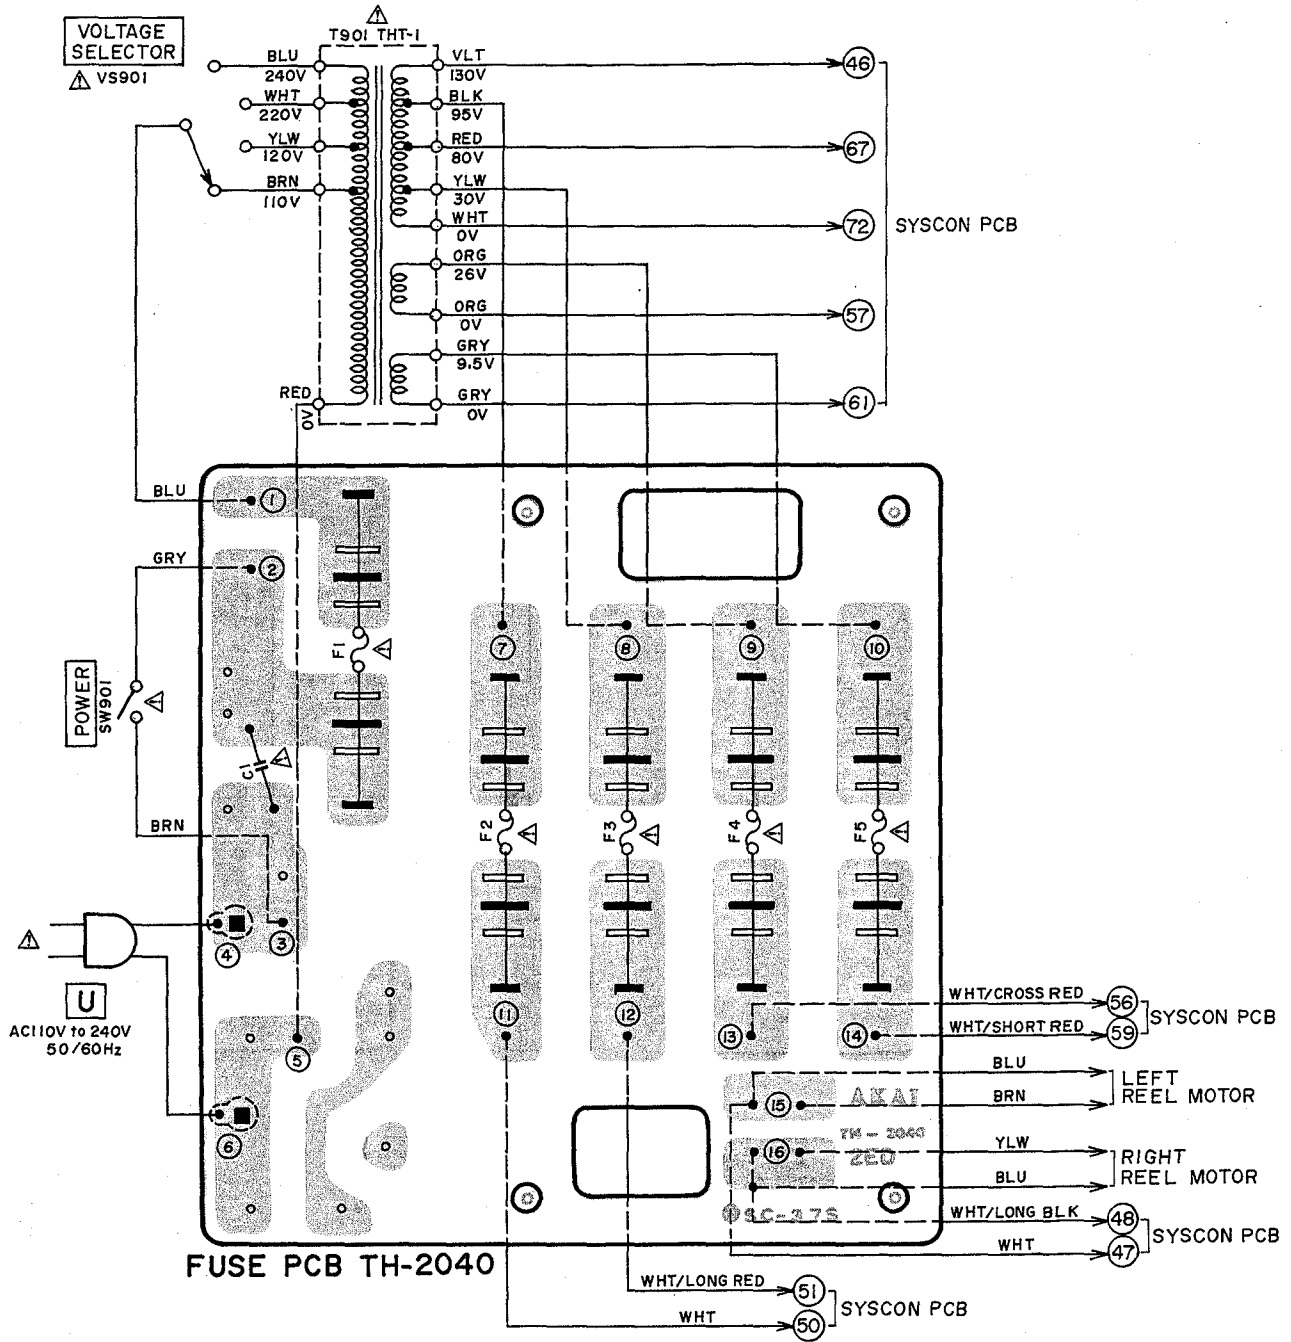 VOLTAGE
SELECTOR
VS901
T901 THT-1
BLU
240V
WHT
220V
YLW
120V
BRN
110V
RED
0V
VLT
130V
BLK
95V
RED
80V
YLW
30V
WHT
0V
ORG
26V
ORG
0V
GRY
9.5V
GRY
0V
46
67
72
57
61
SYSCON PCB
BLU
1
GRY
2
F1
POWER
SW901
C1
BRN
3
4
U
AC110V to 240V
50/60Hz
5
6
7
8
9
10
F2
F3
F4
F5
11
12
13
14
WHT/CROSS RED
56
WHT/SHORT RED
59
SYSCON PCB
15
BLU
BRN
LEFT
REEL MOTOR
AKAI
TH-2040
2E0
16
YLW
BLU
RIGHT
REEL MOTOR
SC-37S
WHT/LONG BLK
48
WHT
47
SYSCON PCB
FUSE PCB TH-2040
WHT/LONG RED
51
WHT
50
SYSCON PCB